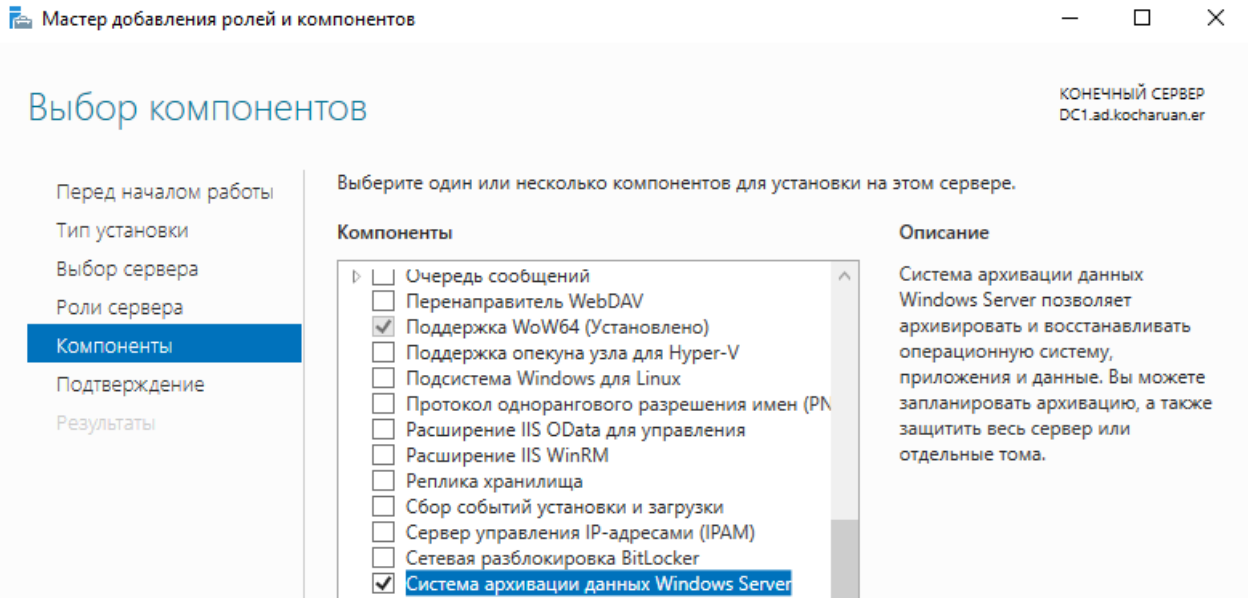 Мастер добавления ролей и компонентов
Выбор компонентов
КОНЕЧНЫЙ СЕРВЕР
DC1.ad.kocharuan.er
Перед началом работы
Тип установки
Выбор сервера
Роли сервера
Компоненты
Подтверждение
Результаты
Выберите один или несколько компонентов для установки на этом сервере.
Компоненты
Очередь сообщений
Перенаправитель WebDAV
Поддержка WoW64 (Установлено)
Поддержка опекуна узла для Hyper-V
Подсистема Windows для Linux
Протокол однорангового разрешения имен (PN
Расширение IIS OData для управления
Расширение IIS WinRM
Реплика хранилища
Сбор событий установки и загрузки
Сервер управления IP-адресами (IPAM)
Сетевая разблокировка BitLocker
Система архивации данных Windows Server
Описание
Система архивации данных
Windows Server позволяет
архивировать и восстанавливать
операционную систему,
приложения и данные. Вы можете
запланировать архивацию, а также
защитить весь сервер или
отдельные тома.